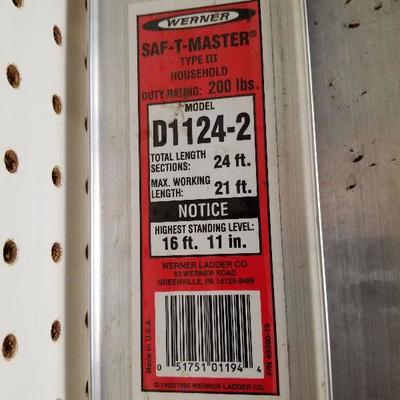 WERNER
SAF-T-MASTER®
TYPE III
HOUSEHOLD
DUTY RATING: 200 lbs.
MODEL
D1124-2
TOTAL LENGTH SECTIONS: 24 ft.
MAX. WORKING LENGTH: 21 ft.
NOTICE
HIGHEST STANDING LEVEL:
16 ft. 11 in.
WERNER LADDER CO.
93 WERNER ROAD
GREENVILLE, PA 16125-9499
Made in U.S.A.
0 51751 01194 4
P/N
©1993/1995 WERNER LADDER CO.